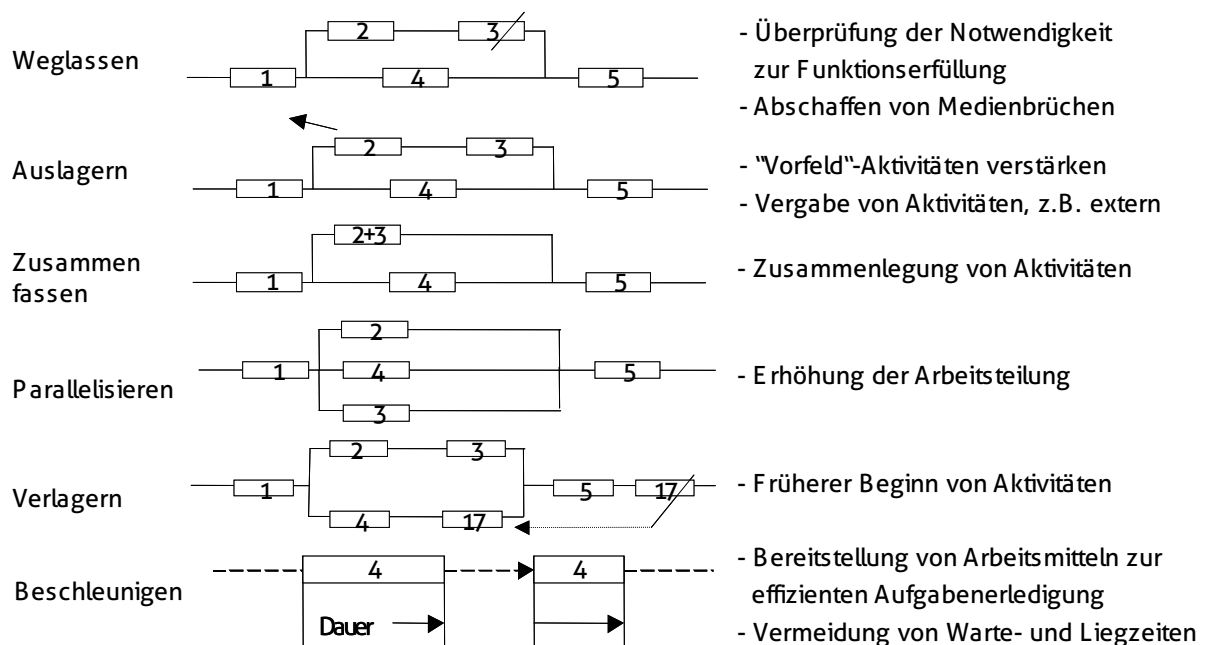 Weglassen
1
2
3
4
5
- Überprüfung der Notwendigkeit
zur Funktionserfüllung
- Abschaffen von Medienbrüchen
Auslagern
1
2
3
4
5
- "Vorfeld"-Aktivitäten verstärken
- Vergabe von Aktivitäten, z.B. extern
Zusammen
fassen
1
2+3
4
5
- Zusammenlegung von Aktivitäten
Parallelisieren
1
2
4
3
5
- Erhöhung der Arbeitsteilung
Verlagern
1
2
3
4
17
5
17
- Früherer Beginn von Aktivitäten
Beschleunigen
4
4
Dauer
- Bereitstellung von Arbeitsmitteln zur
effizienten Aufgabenerledigung
- Vermeidung von Warte- und Liegzeiten